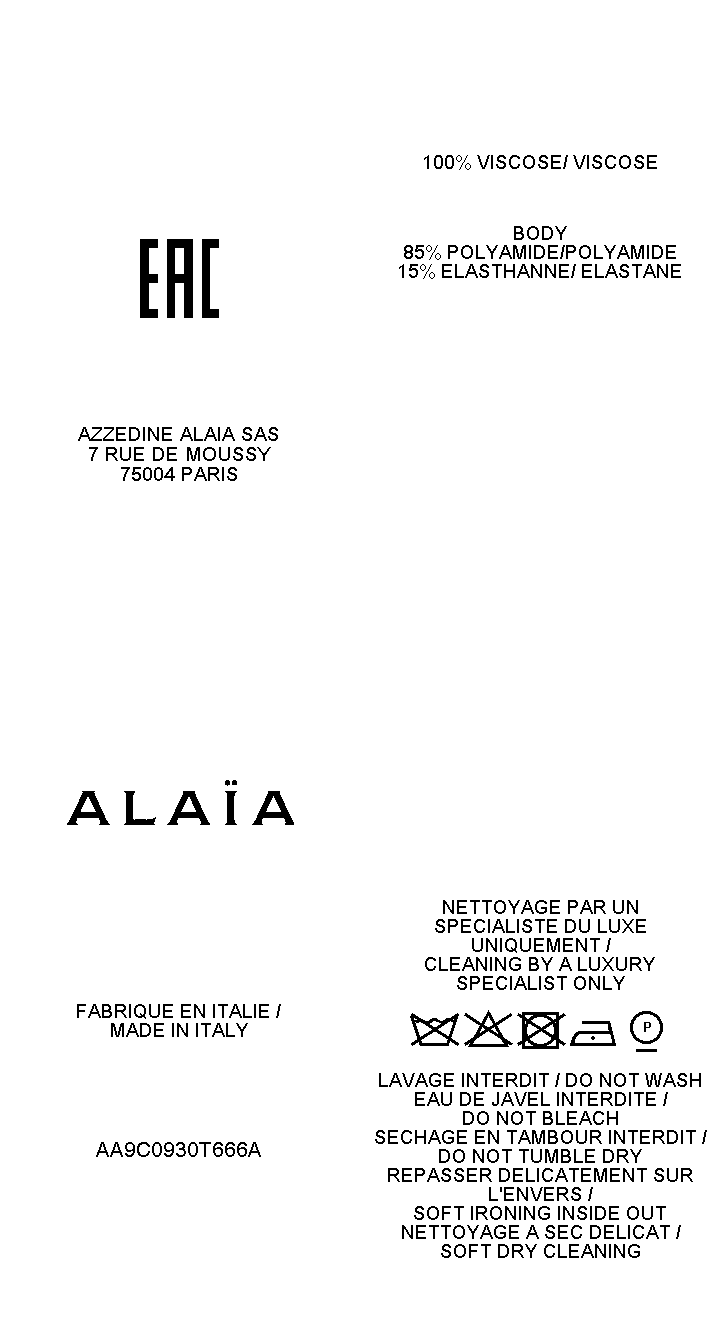 EAC
AZZEDINE ALAIA SAS
7 RUE DE MOUSSY
75004 PARIS
ALAÏA
FABRIQUE EN ITALIE /
MADE IN ITALY
AA9C0930T666A
100% VISCOSE/ VISCOSE
BODY
85% POLYAMIDE/POLYAMIDE
15% ELASTHANNE/ ELASTANE
NETTOYAGE PAR UN
SPECIALISTE DU LUXE
UNIQUEMENT /
CLEANING BY A LUXURY
SPECIALIST ONLY
P
LAVAGE INTERDIT / DO NOT WASH
EAU DE JAVEL INTERDITE /
DO NOT BLEACH
SECHAGE EN TAMBOUR INTERDIT /
DO NOT TUMBLE DRY
REPASSER DELICATEMENT SUR
L'ENVERS /
SOFT IRONING INSIDE OUT
NETTOYAGE A SEC DELICAT /
SOFT DRY CLEANING